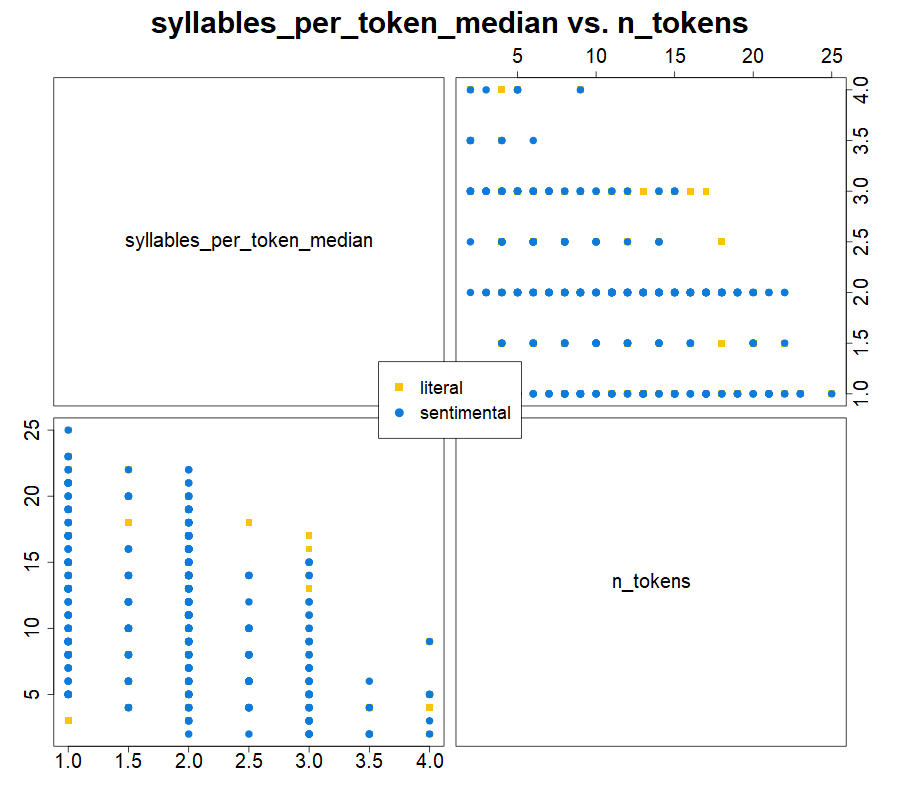 syllables_per_token_median vs. n_tokens
5 10 15 20 25
syllables_per_token_median
4.0
3.5
3.0
2.5
2.0
1.5
1.0
literal
sentimental
25
20
15
10
5
n_tokens
1.0 1.5 2.0 2.5 3.0 3.5 4.0